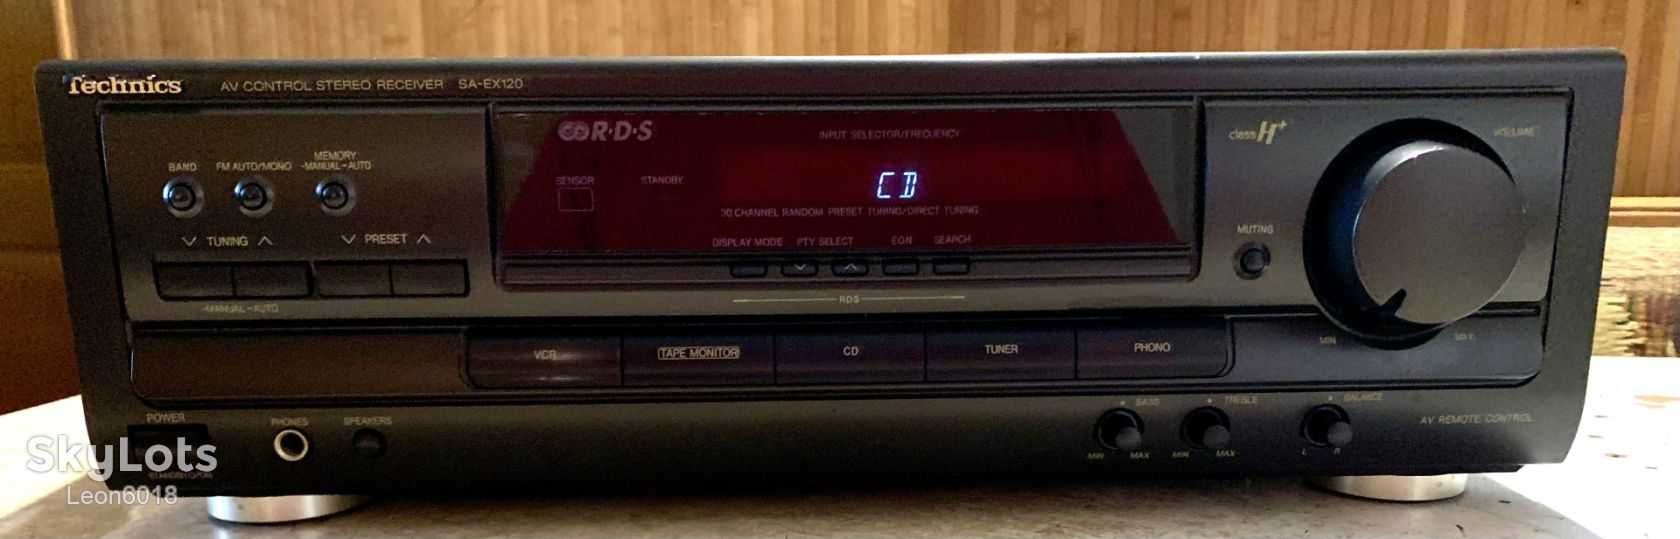 Technics AV CONTROL STEREO RECEIVER SA-EX120
R·D·S
INPUT SELECTOR/FREQUENCY
class H+
VOLUME
BAND FM AUTO/MONO MEMORY
-MANUAL-AUTO
SENSOR STANDBY
CD
TUNING PRESET
CHANNEL RANDOM PRESET TUNING/DIRECT TUNING
DISPLAY MODE PTY SELECT EON SEARCH
MUTING
-MANUAL-AUTO
RDS
MIN
VCR TAPE MONITOR CD TUNER PHONO
POWER PHONES SPEAKERS
BASS TREBLE BALANCE
AV REMOTE CONTROL
MIN MAX MIN MAX L R
SkyLots
Leon6018